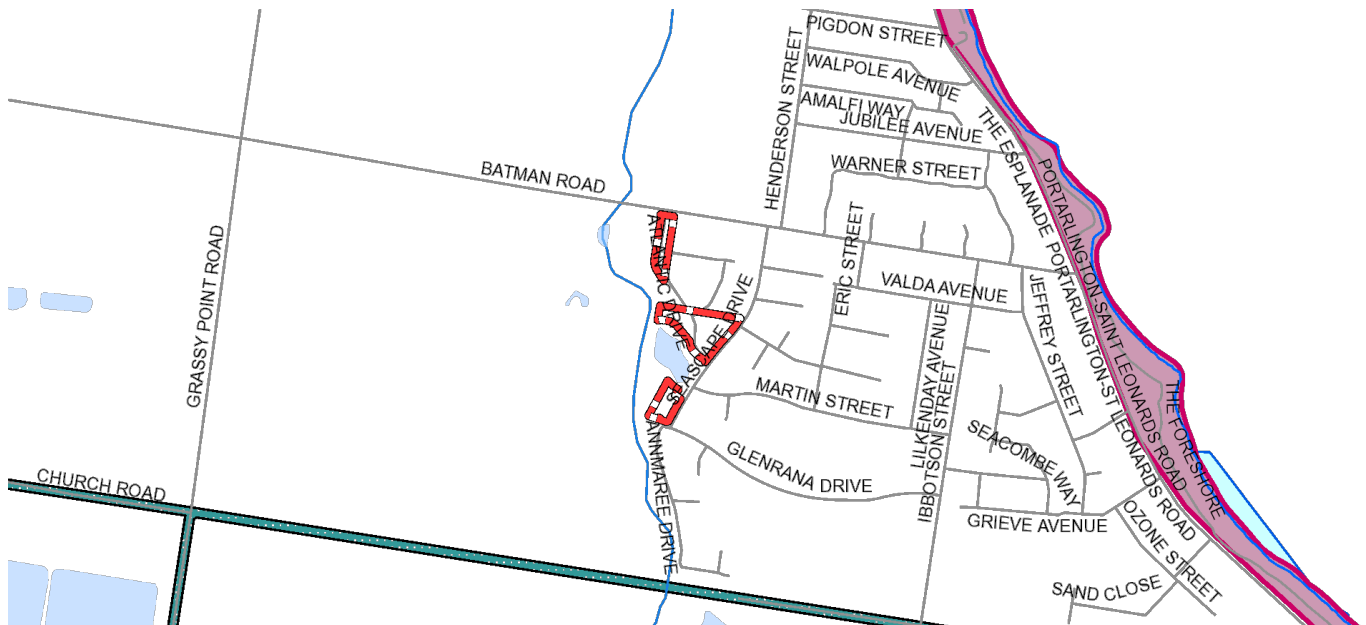 PIGDON STREET
HENDERSON STREET
WALPOLE AVENUE
AMALFI WAY
JUBILEE AVENUE
THE ESPLANADE
PORTARLINGTON-SAINT LEONARDS ROAD
BATMAN ROAD
WARNER STREET
ATLANTIC DRIVE
ERIC STREET
GRASSY POINT ROAD
SEASCAPE DRIVE
VALDA AVENUE
JEFFREY STREET
PORTARLINGTON-ST LEONARDS ROAD
LILKENDAY AVENUE
IBBOTSON STREET
MARTIN STREET
THE FORESHORE
SEACOMBE WAY
ANNMAREE DRIVE
GLENRANA DRIVE
CHURCH ROAD
GRIEVE AVENUE
OZONE STREET
SAND CLOSE